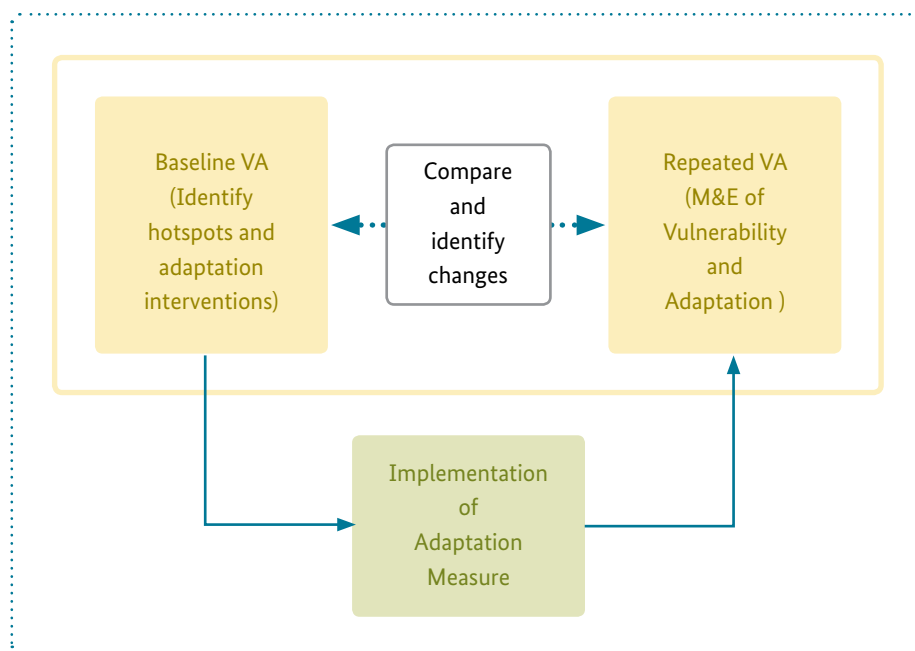 Baseline VA
(Identify
hotspots and
adaptation
interventions)
Compare
and
identify
changes
Repeated VA
(M&E of
Vulnerability
and
Adaptation )
Implementation
of
Adaptation
Measure